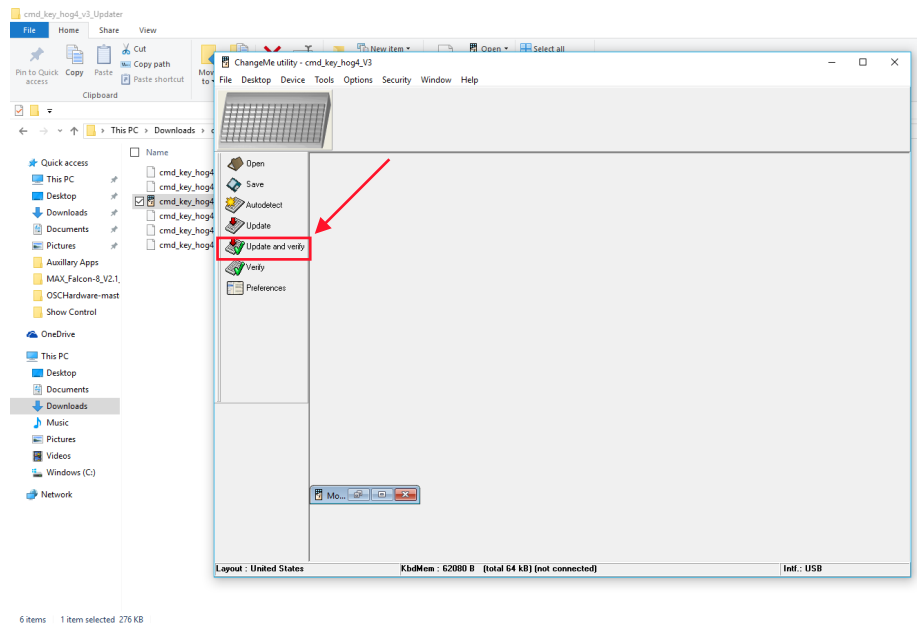 cmd_key_hog4_v3_Updater
File Home Share View
Pin to Quick access
Copy
Paste
Cut
Copy path
Paste shortcut
Clipboard
New item
Open
Select all
This PC > Downloads >
Name
Quick access
This PC
Desktop
Downloads
Documents
Pictures
Auxillary Apps
MAX_Falcon-8_V2.1_
OSCHardware-mast
Show Control
OneDrive
This PC
Desktop
Documents
Downloads
Music
Pictures
Videos
Windows (C:)
Network
cmd_key_hog4
cmd_key_hog4
cmd_key_hog4
cmd_key_hog4
cmd_key_hog4
cmd_key_hog4
ChangeMe utility - cmd_key_hog4_V3
File Desktop Device Tools Options Security Window Help
Open
Save
Autodetect
Update
Update and verify
Verify
Preferences
Mo...
Layout : United States KbdMem : 62080 B (total 64 kB) (not connected) Intf.: USB
6 items 1 item selected 276 KB